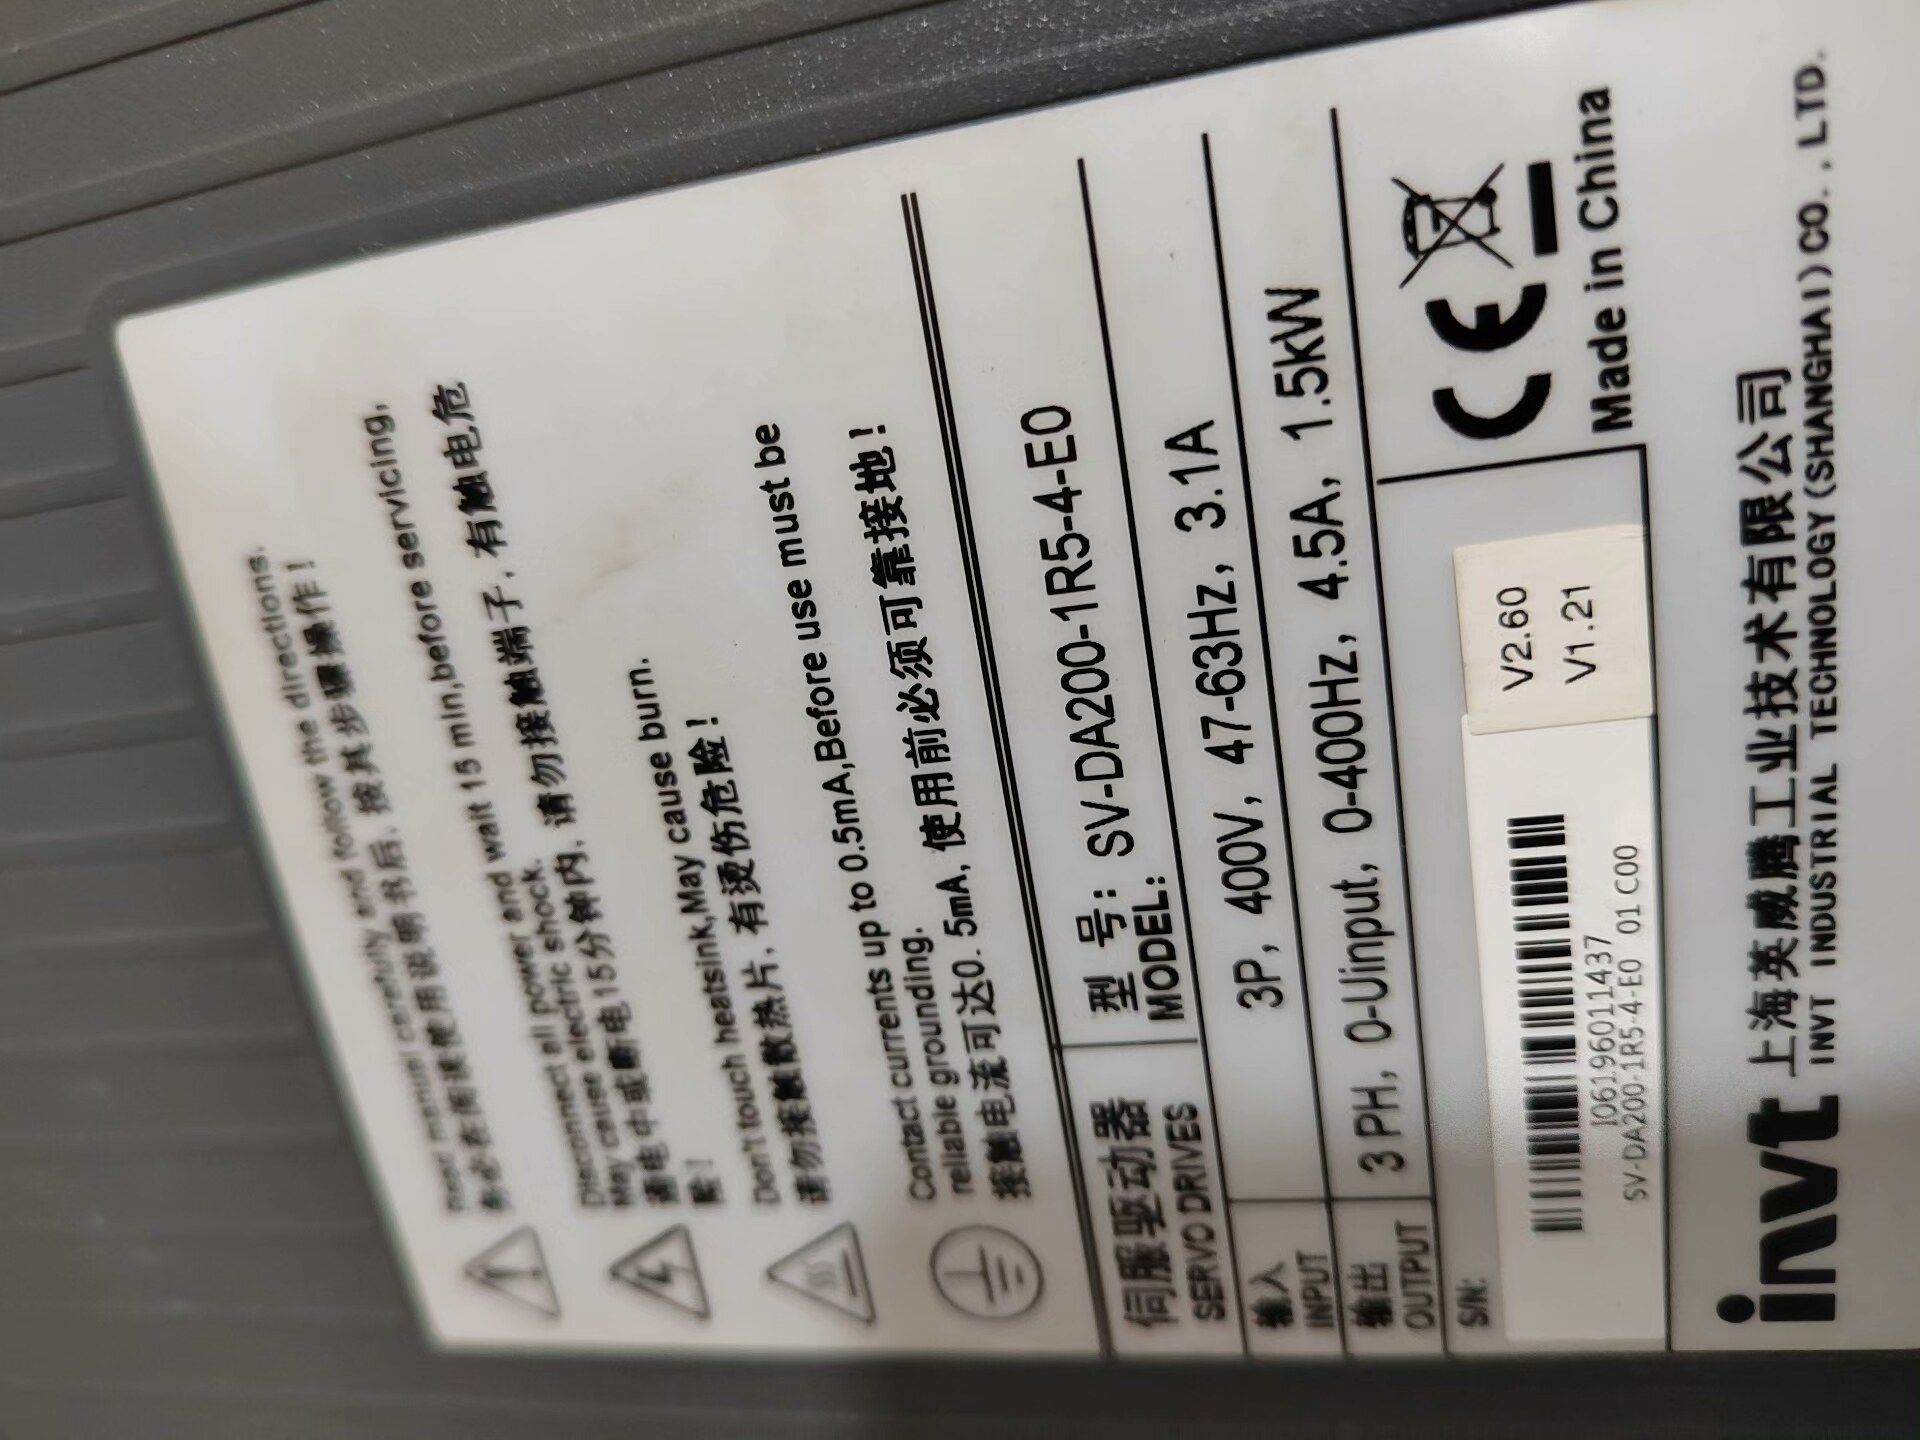 Read manual carefully and follow the directions.
务必在阅读使用说明书后, 按其步骤操作!
Disconnect all power and wait 15 min,before servicing,
May cause electric shock.
通电中或断电15分钟内, 请勿接触端子, 有触电危
险!
Don't touch heatsink,May cause burn.
请勿接触散热片, 有烫伤危险!
Contact currents up to 0.5mA,Before use must be
reliable grounding.
接触电流可达0.5mA, 使用前必须可靠接地!
伺服驱动器
SERVO DRIVES
型 号: SV-DA200-1R5-4-E0
MODEL:
输入
INPUT
3P, 400V, 47-63Hz, 3.1A
输出
OUTPUT
3PH, 0-Uinput, 0-400Hz, 4.5A, 1.5kW
S/N:
I06196011437
SV-DA200-1R5-4-E0 01 C00
V2.60
V1.21
CE
Made in China
invt
上海英威腾工业技术有限公司
INVT INDUSTRIAL TECHNOLOGY(SHANGHAI)CO.,LTD.